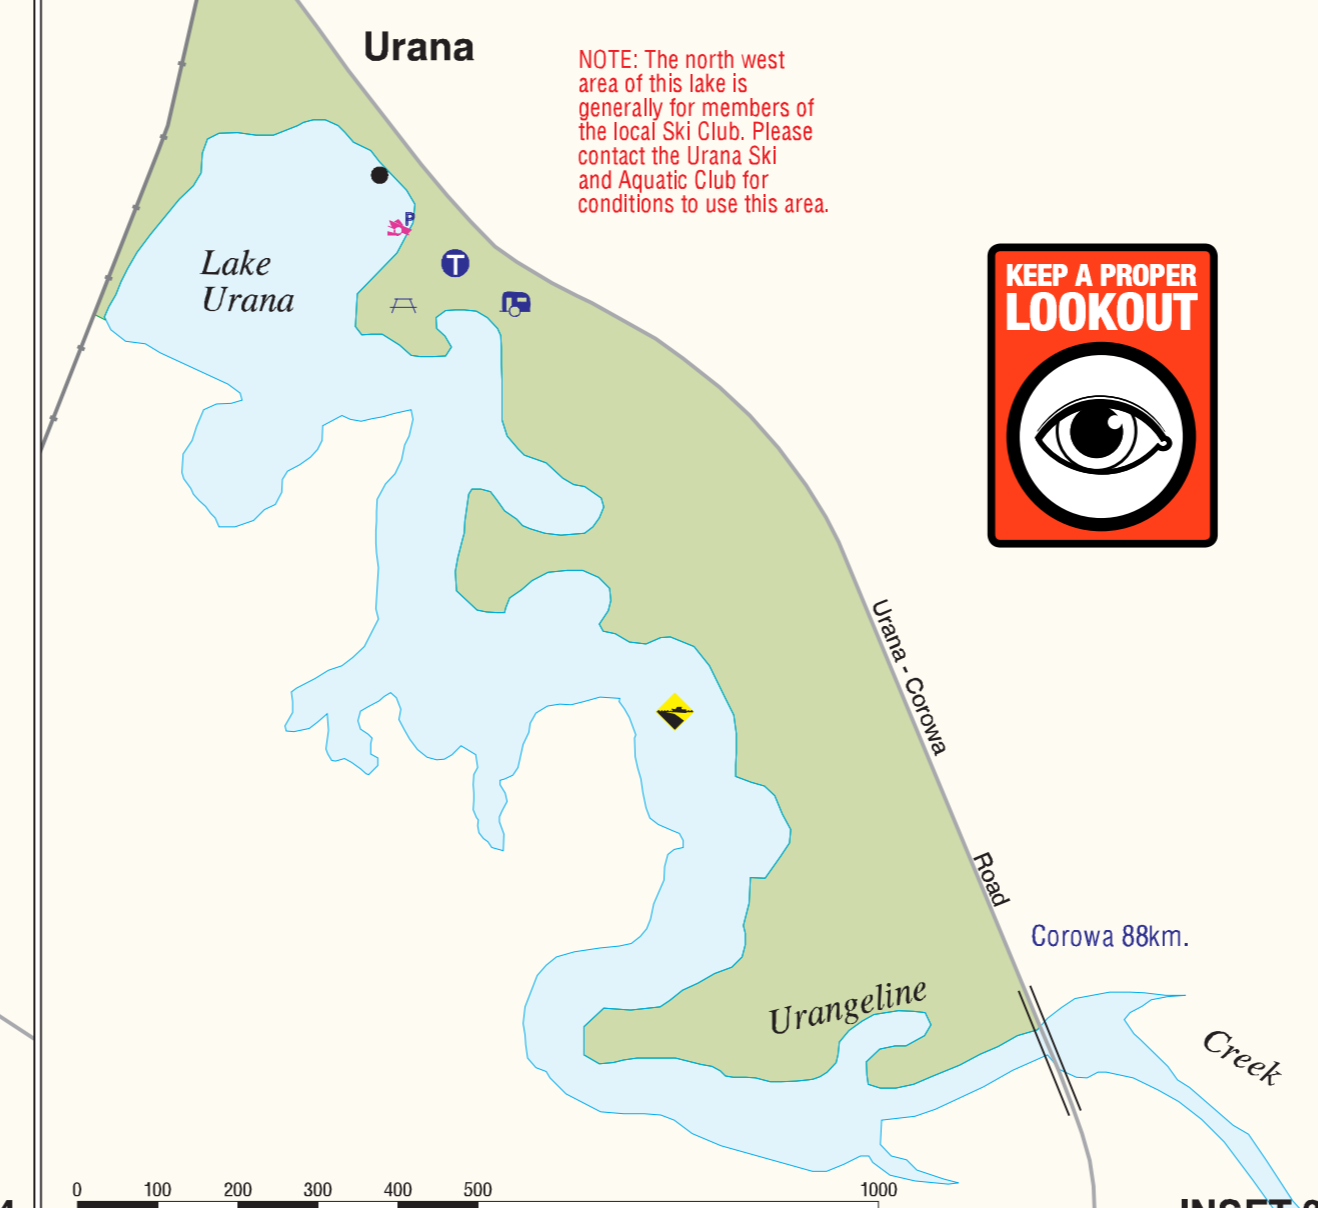 Urana
NOTE: The north west
area of this lake is
generally for members of
the local Ski Club. Please
contact the Urana Ski
and Aquatic Club for
conditions to use this area.
P
Lake
Urana
T
KEEP A PROPER
LOOKOUT
Urana - Corowa
Road
Corowa 88km.
Urangeline
Creek
0 100 200 300 400 500 1000